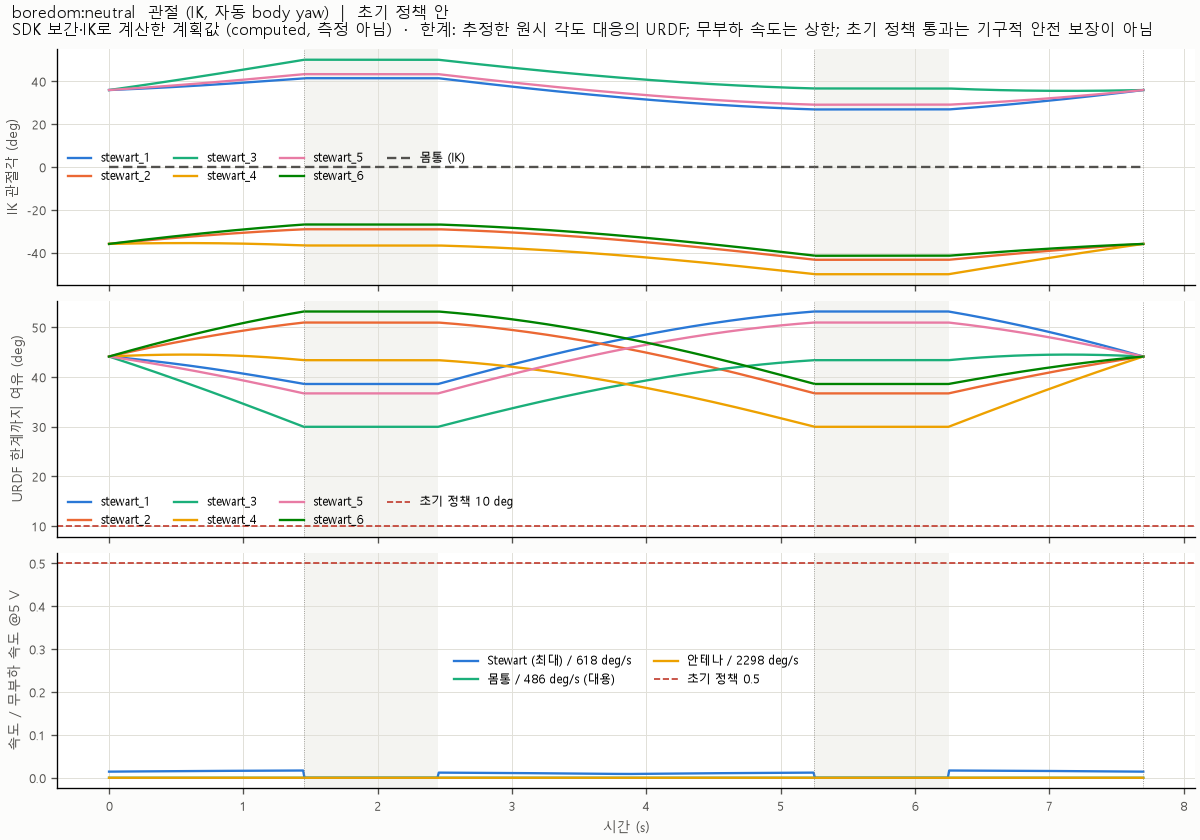 boredom:neutral 관절 (IK, 자동 body yaw) | 초기 정책 안
SDK 보간·IK로 계산한 계획값 (computed, 측정 아님) · 한계: 추정한 원시 각도 대응의 URDF; 무부하 속도는 상한; 초기 정책 통과는 기구적 안전 보장이 아님
IK 관절각 (deg)
40
20
0
-20
-40
stewart_1 stewart_3 stewart_5 몸통 (IK)
stewart_2 stewart_4 stewart_6
URDF 한계까지 여유 (deg)
50
40
30
20
10
stewart_1 stewart_3 stewart_5 초기 정책 10 deg
stewart_2 stewart_4 stewart_6
속도 / 무부하 속도 @5 V
0.5
0.4
0.3
0.2
0.1
0.0
Stewart (최대) / 618 deg/s 안테나 / 2298 deg/s
몸통 / 486 deg/s (대용) 초기 정책 0.5
0 1 2 3 4 5 6 7 8
시간 (s)